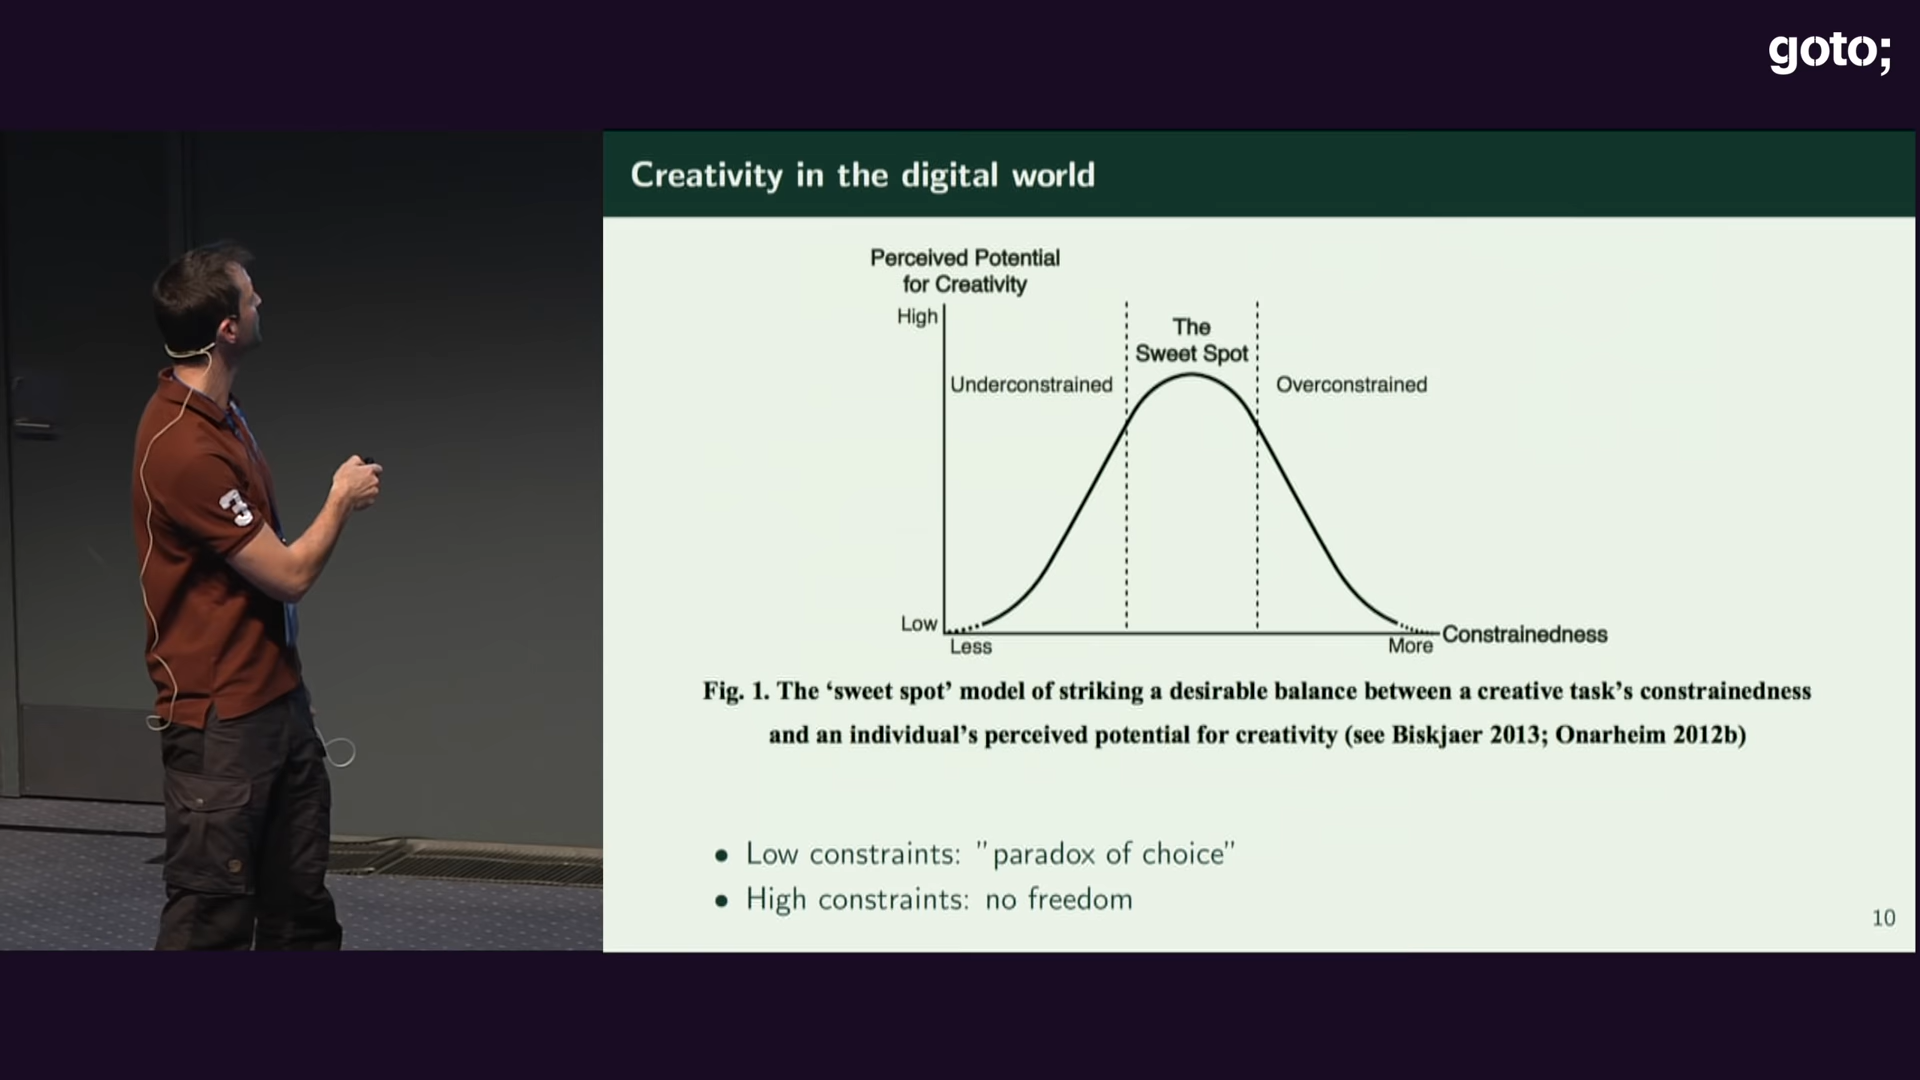 goto;
Creativity in the digital world
Perceived Potential
for Creativity
High
The
Sweet Spot
Underconstrained
Overconstrained
Low
Less
More
Constrainedness
Fig. 1. The ‘sweet spot’ model of striking a desirable balance between a creative task’s constrainedness
and an individual’s perceived potential for creativity (see Biskjaer 2013; Onarheim 2012b)
• Low constraints: ”paradox of choice”
• High constraints: no freedom
10
3